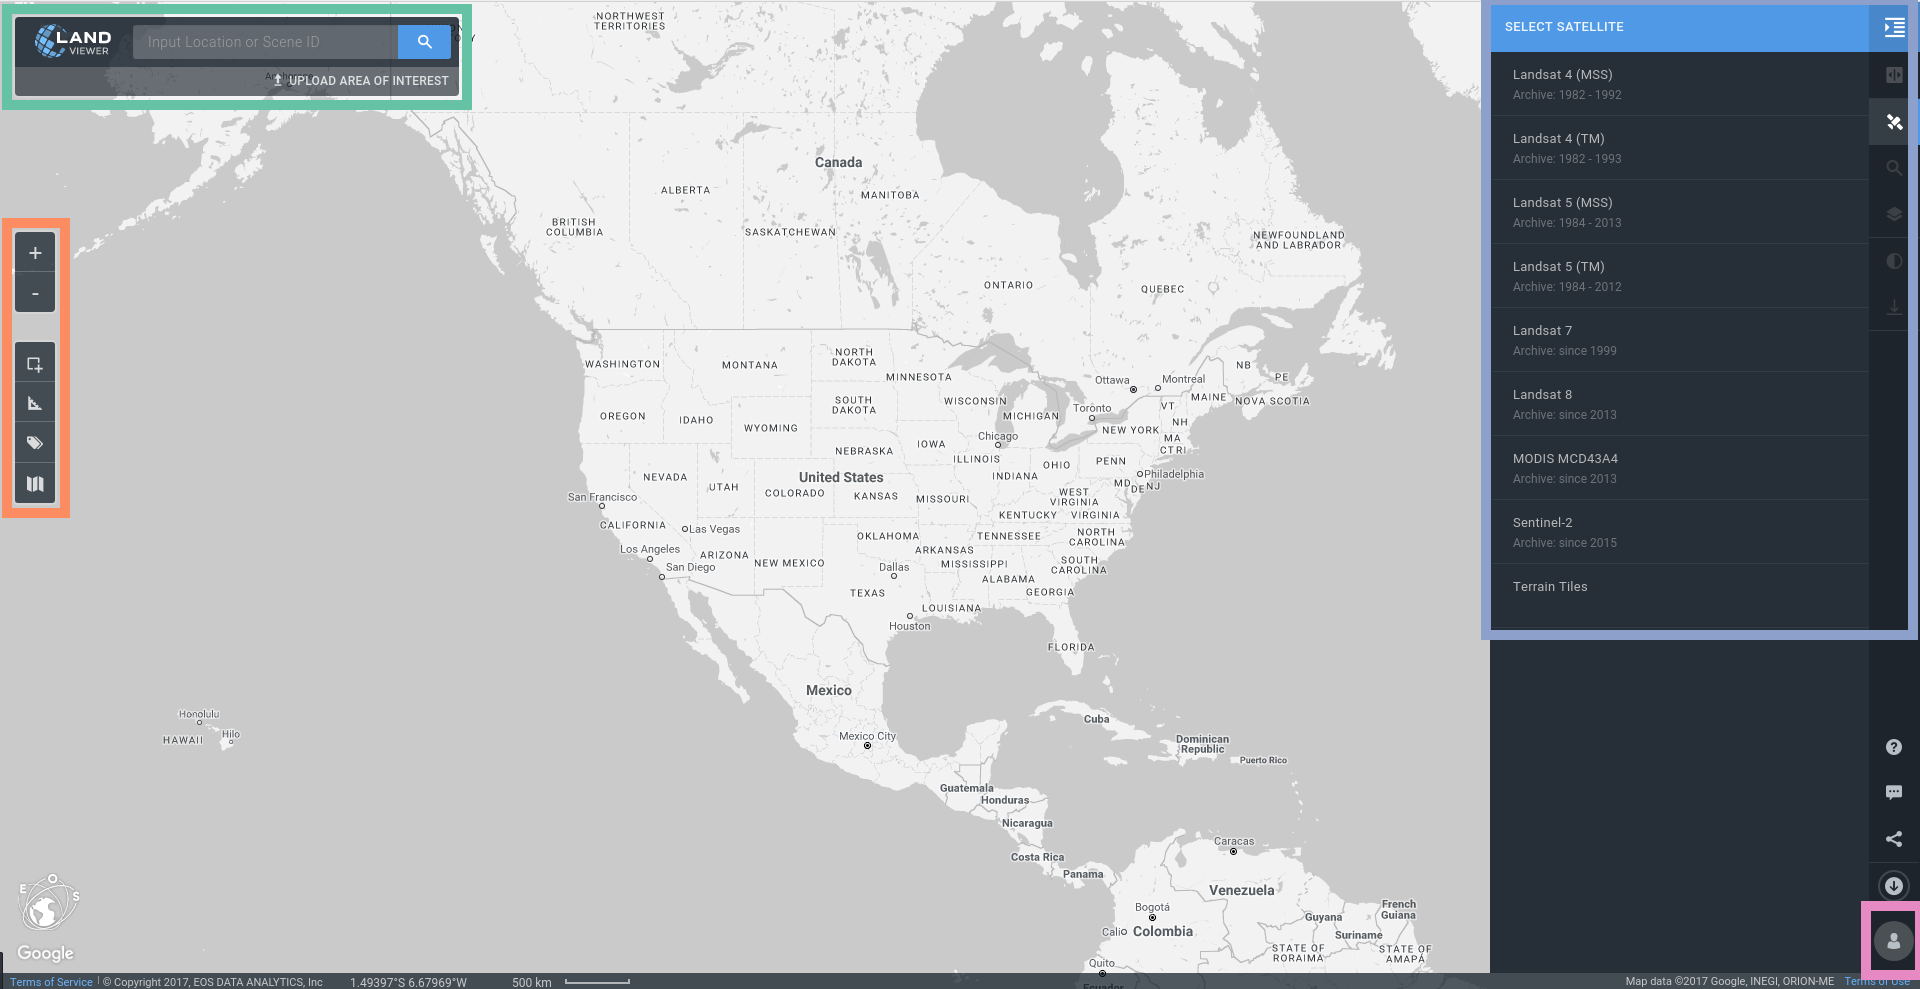 LAND
VIEWER
Input Location or Scene ID
UPLOAD AREA OF INTEREST
+
-
NORTHWEST
TERRITORIES
Canada
ALBERTA
MANITOBA
BRITISH
COLUMBIA
SASKATCHEWAN
NEWFOUNDLAND
AND LABRADOR
ONTARIO
QUEBEC
WASHINGTON
MONTANA
NORTH
DAKOTA
MINNESOTA
NB
PE
Ottawa
Montreal
MAINE
NOVA SCOTIA
OREGON
IDAHO
SOUTH
DAKOTA
WISCONSIN
MICHIGAN
Toronto
VT
NH
WYOMING
NEW YORK
MA
CT RI
NEBRASKA
IOWA
Chicago
ILLINOIS
INDIANA
OHIO
PENN
Philadelphia
NEVADA
UTAH
United States
COLORADO
KANSAS
MISSOURI
WEST
VIRGINIA
MD
DE
NJ
San Francisco
KENTUCKY
VIRGINIA
CALIFORNIA
Las Vegas
OKLAHOMA
TENNESSEE
NORTH
CAROLINA
Los Angeles
ARIZONA
NEW MEXICO
ARKANSAS
MISSISSIPPI
SOUTH
CAROLINA
San Diego
Dallas
ALABAMA
TEXAS
GEORGIA
LOUISIANA
Houston
FLORIDA
Mexico
Honolulu
HAWAII
Hilo
Mexico City
Cuba
Dominican
Republic
Puerto Rico
Guatemala
Honduras
Nicaragua
Costa Rica
Panama
Caracas
Venezuela
Bogotá
Cali
Colombia
Guyana
French
Guiana
Suriname
STATE OF
RORAIMA
STATE OF
AMAPÁ
Quito
Ecuador
E O S
Google
SELECT SATELLITE
Landsat 4 (MSS)
Archive: 1982 - 1992
Landsat 4 (TM)
Archive: 1982 - 1993
Landsat 5 (MSS)
Archive: 1984 - 2013
Landsat 5 (TM)
Archive: 1984 - 2012
Landsat 7
Archive: since 1999
Landsat 8
Archive: since 2013
MODIS MCD43A4
Archive: since 2013
Sentinel-2
Archive: since 2015
Terrain Tiles
?
Terms of Service | © Copyright 2017, EOS DATA ANALYTICS, Inc 1.49397°S 6.67969°W 500 km Map data ©2017 Google, INEGI, ORION-ME Terms of Use